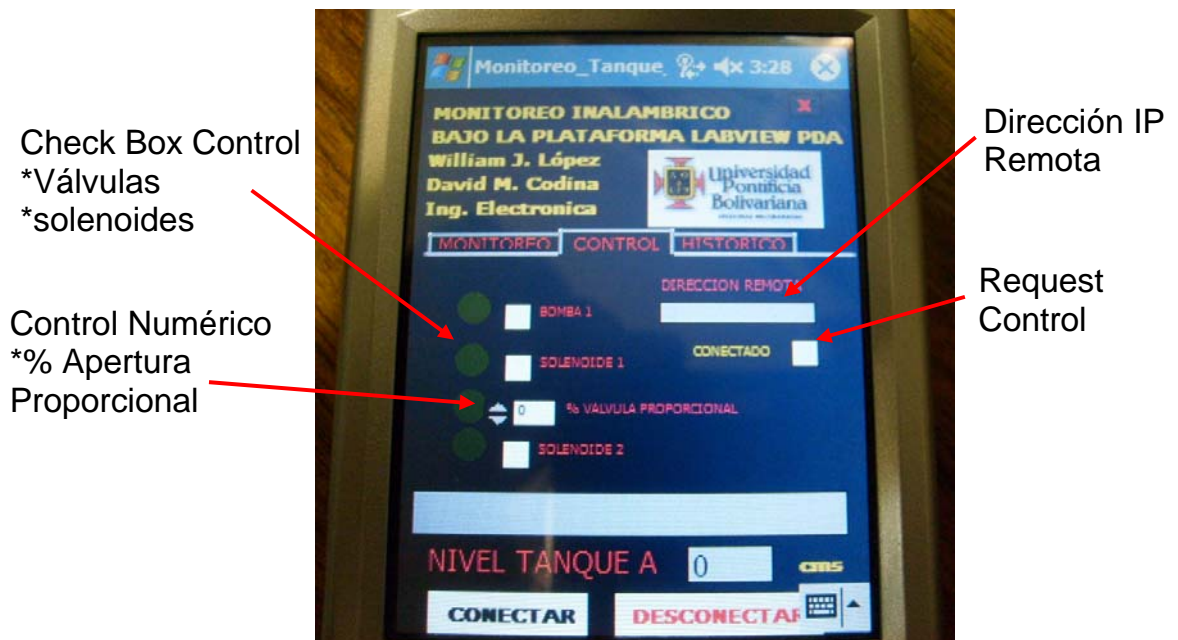 Check Box Control
*Válvulas
*solenoides
Control Numérico
*% Apertura
Proporcional
Monitoreo_Tanque_ 3:28
MONITOREO INALAMBRICO
BAJO LA PLATAFORMA LABVIEW PDA
William J. López
David M. Codina
Ing. Electronica
Universidad
Pontificia
Bolivariana
MONITOREO CONTROL HISTORICO
DIRECCION REMOTA
BOMBA 1
CONECTADO
SOLENOIDE 1
0 % VALVULA PROPORCIONAL
SOLENOIDE 2
NIVEL TANQUE A 0 cms
CONECTAR DESCONECTAR
Dirección IP
Remota
Request
Control